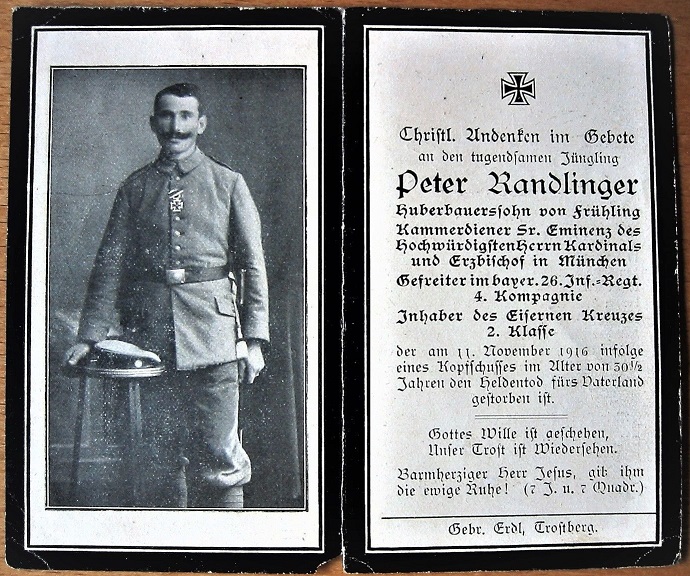 Christl. Andenken im Gebete
an den tugendsamen Jüngling
Peter Randlinger
Huberbauerssohn von Frühling
Kammerdiener Sr. Eminenz des
Hochwürdigsten Herrn Kardinals
und Erzbischof in München
Gefreiter im bayer. 26. Inf.-Regt.
4. Kompagnie
Inhaber des Eisernen Kreuzes
2. Klasse
der am 11. November 1916 infolge
eines Kopfschusses im Alter von 30½
Jahren den Heldentod fürs Vaterland
gestorben ist.
Gottes Wille ist geschehen,
Unser Trost ist Wiedersehen.
Barmherziger Herr Jesus, gib ihm
die ewige Ruhe! (7 J. u. 7 Quadr.)
Gebr. Erdl, Trostberg.